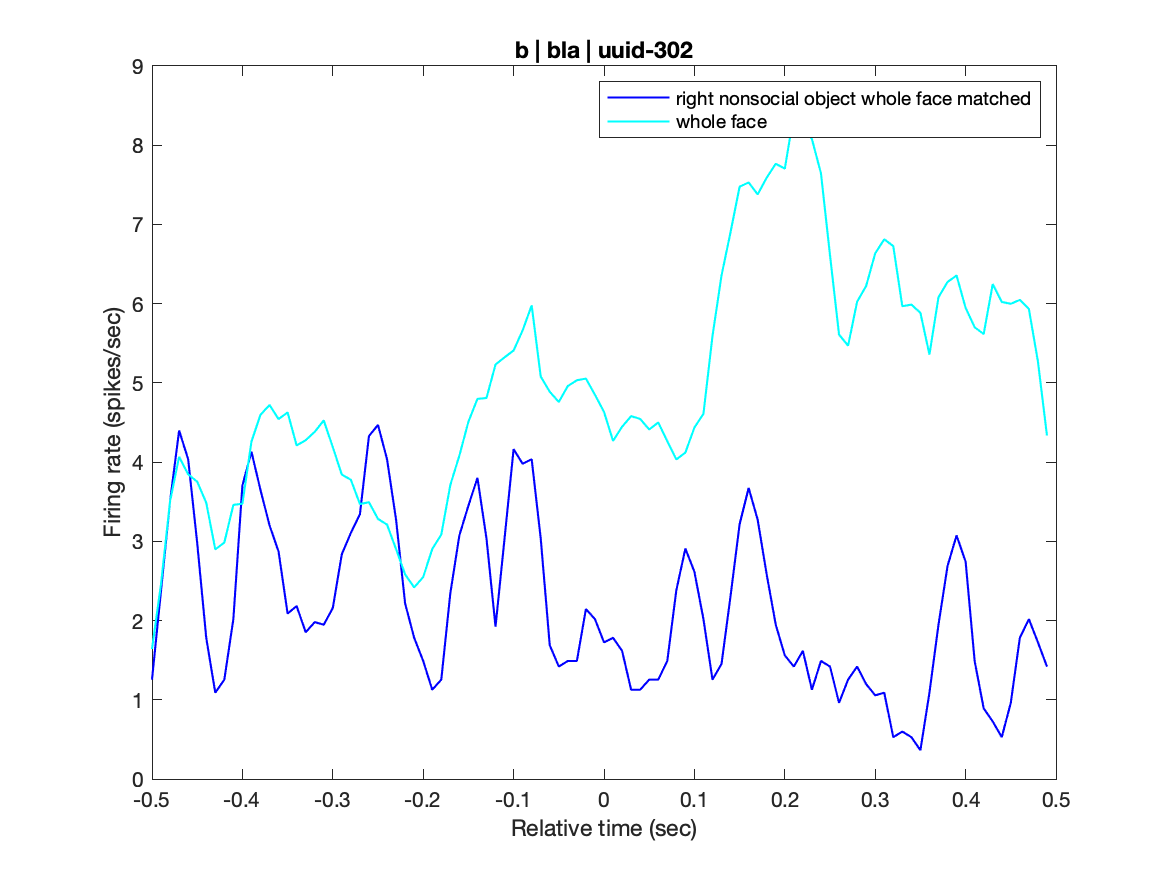 b | bla | uuid-302
right nonsocial object whole face matched
whole face
Firing rate (spikes/sec)
9
8
7
6
5
4
3
2
1
0
-0.5 -0.4 -0.3 -0.2 -0.1 0 0.1 0.2 0.3 0.4 0.5
Relative time (sec)